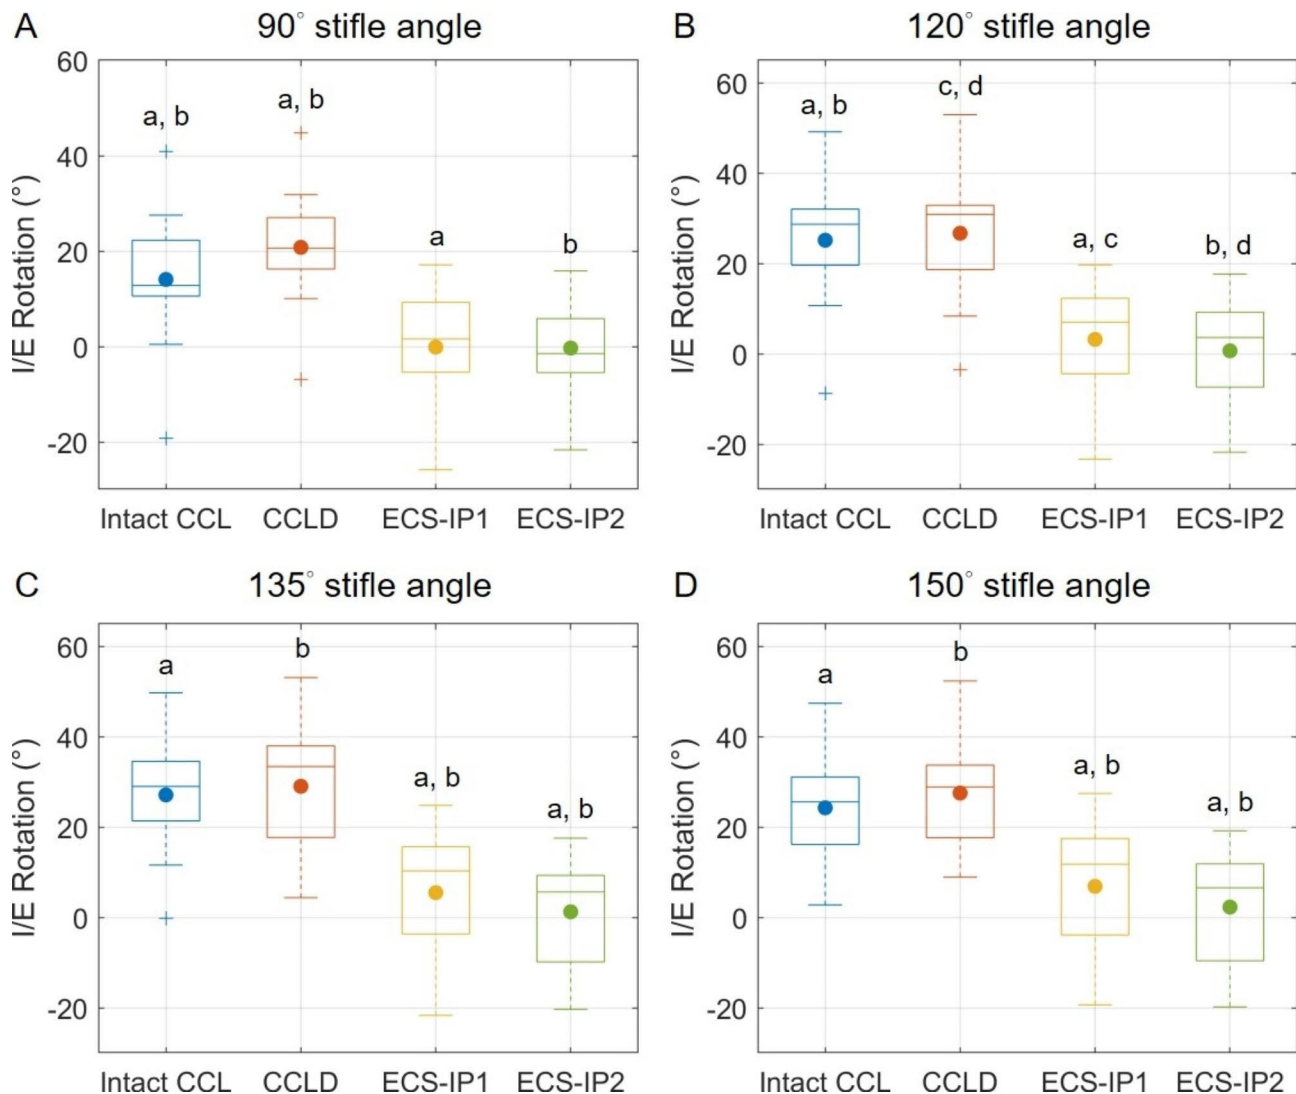 A
90° stifle angle
60
40
20
0
-20
I/E Rotation (°)
a, b
a, b
a
b
Intact CCL
CCLD
ECS-IP1
ECS-IP2
B
120° stifle angle
60
40
20
0
-20
I/E Rotation (°)
a, b
c, d
a, c
b, d
Intact CCL
CCLD
ECS-IP1
ECS-IP2
C
135° stifle angle
60
40
20
0
-20
I/E Rotation (°)
a
b
a, b
a, b
Intact CCL
CCLD
ECS-IP1
ECS-IP2
D
150° stifle angle
60
40
20
0
-20
I/E Rotation (°)
a
b
a, b
a, b
Intact CCL
CCLD
ECS-IP1
ECS-IP2